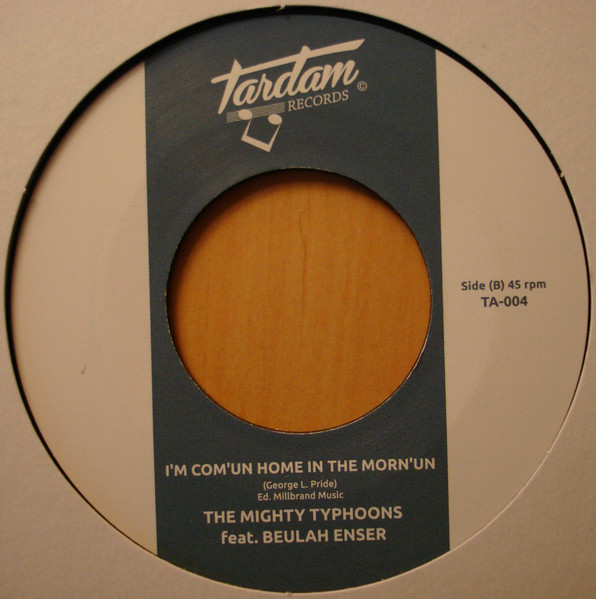 Tardam
RECORDS ©
Side (B) 45 rpm
TA-004
I'M COM'UN HOME IN THE MORN'UN
(George L. Pride)
Ed. Millbrand Music
THE MIGHTY TYPHOONS
feat. BEULAH ENSER